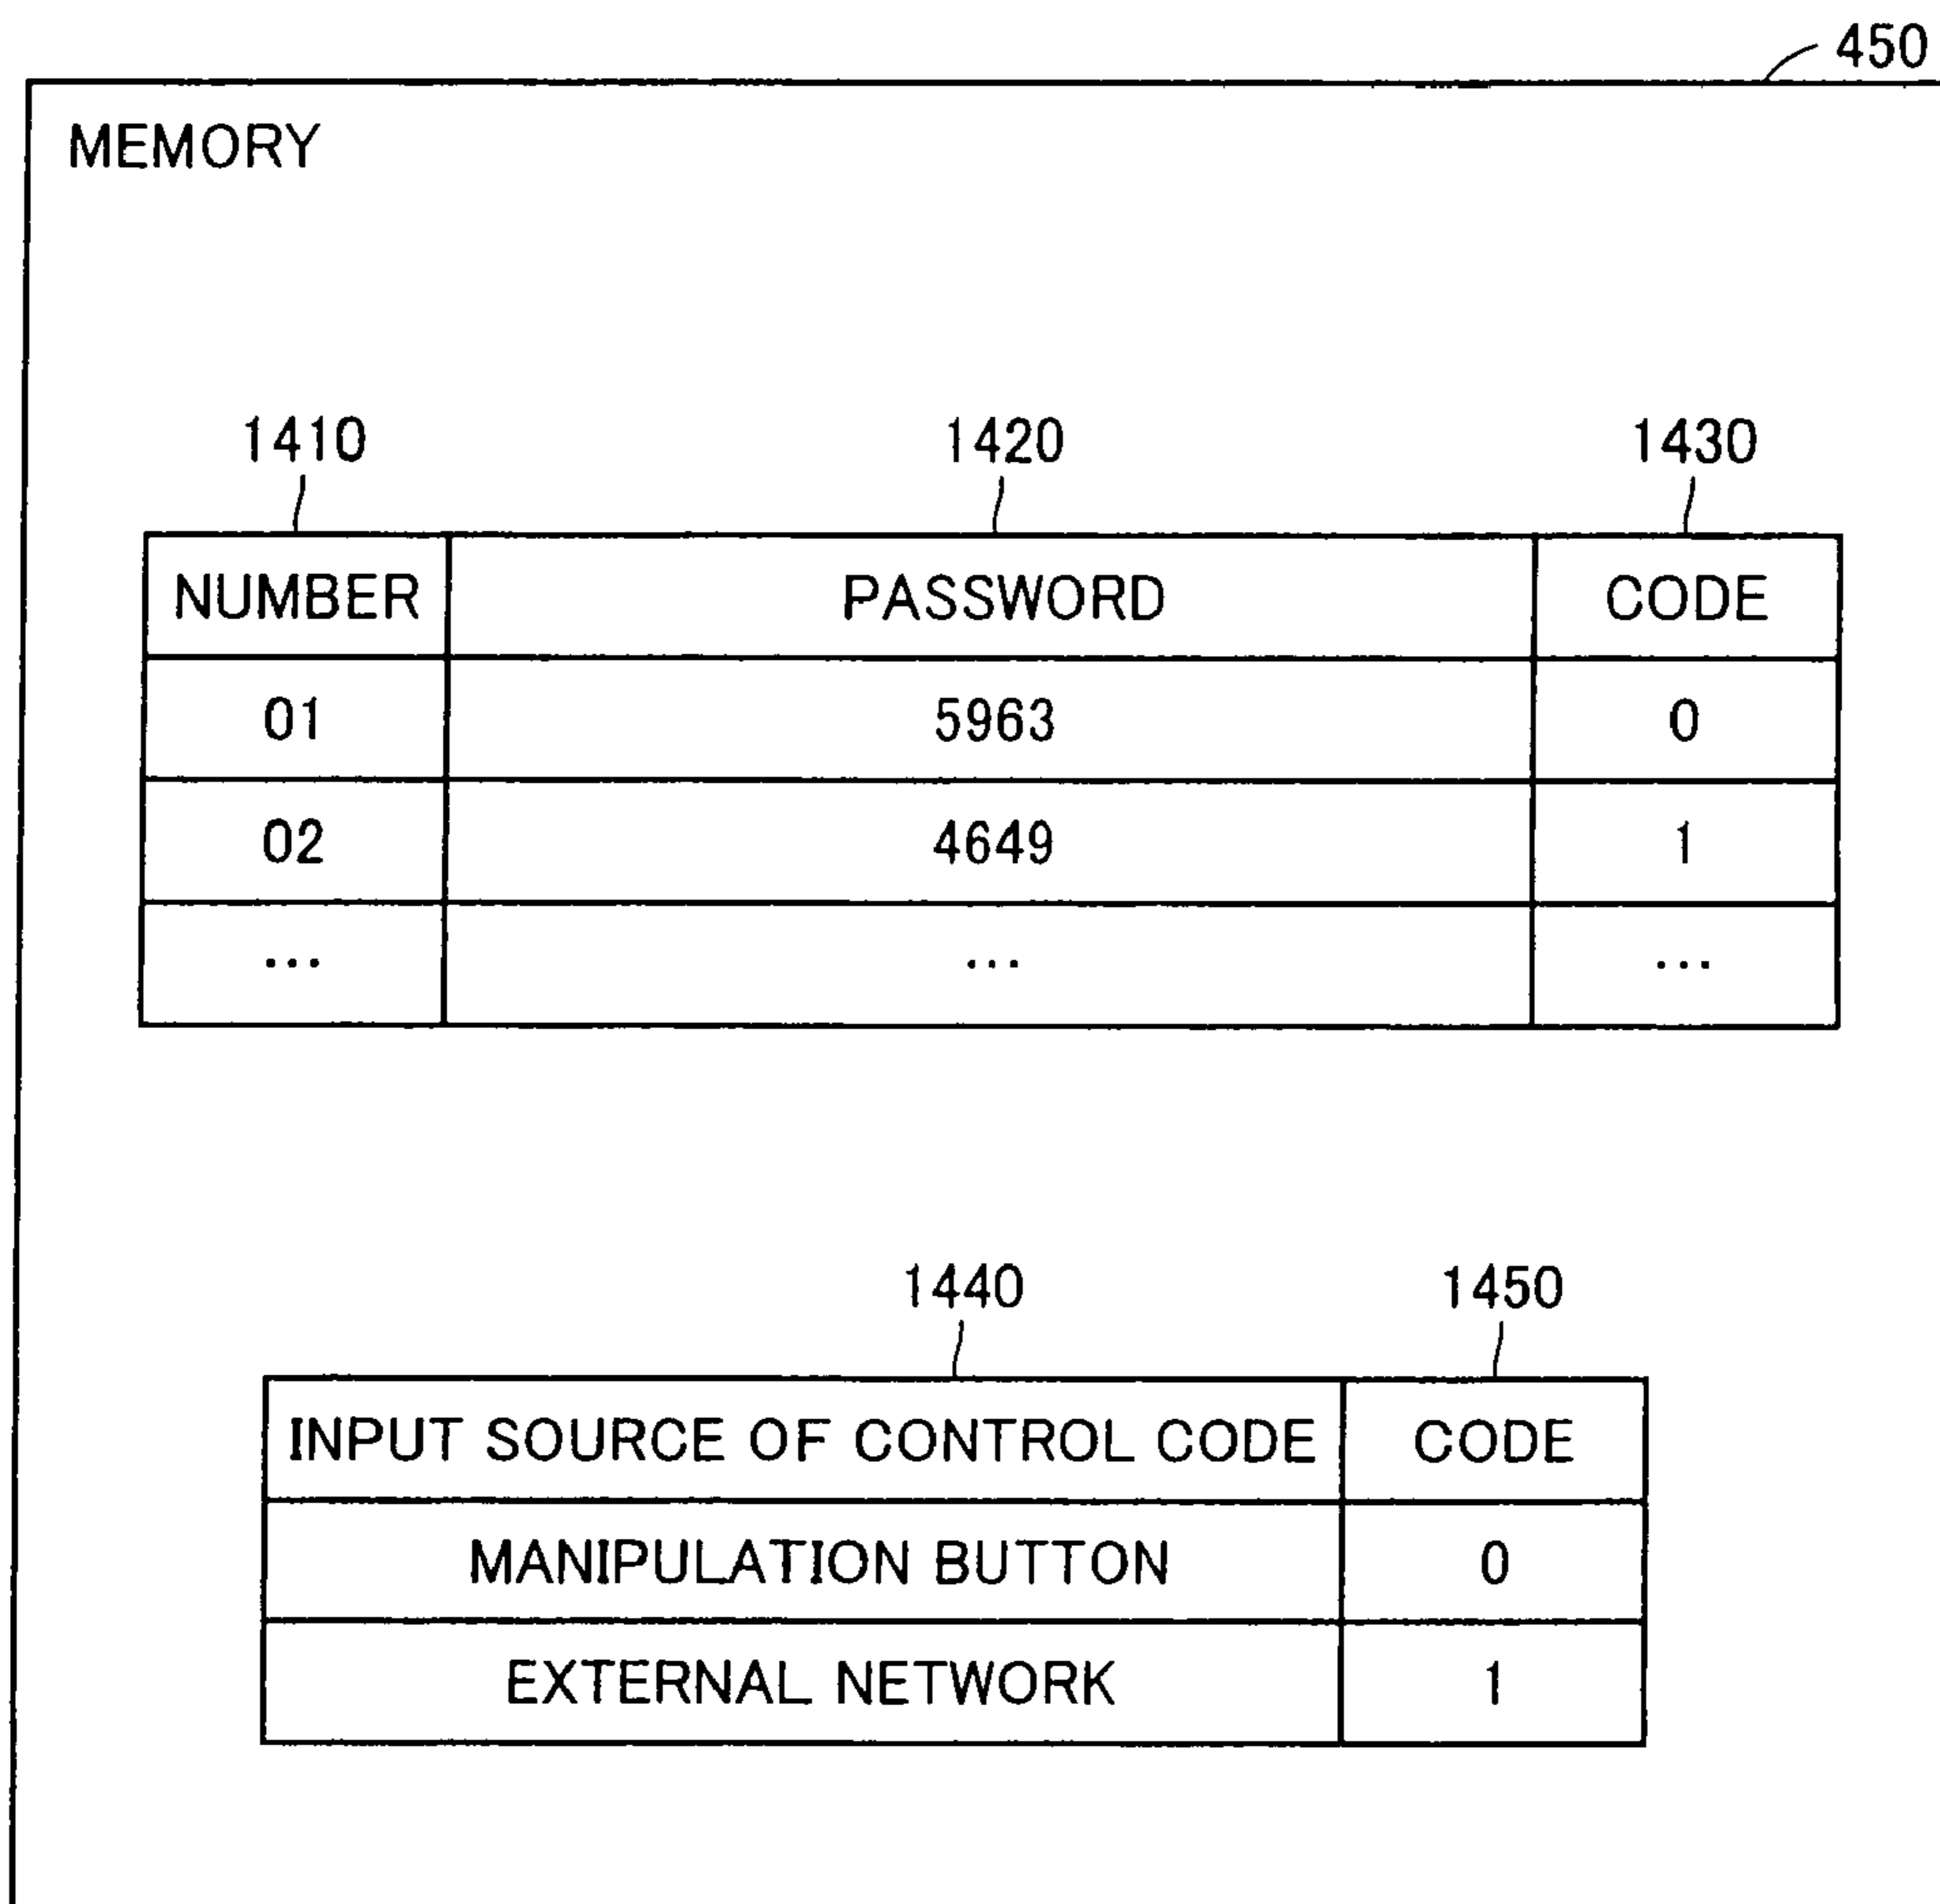 450
MEMORY
1410 1420 1430
NUMBER PASSWORD CODE
01 5963 0
02 4649 1
... ... ...
1440 1450
INPUT SOURCE OF CONTROL CODE CODE
MANIPULATION BUTTON 0
EXTERNAL NETWORK 1